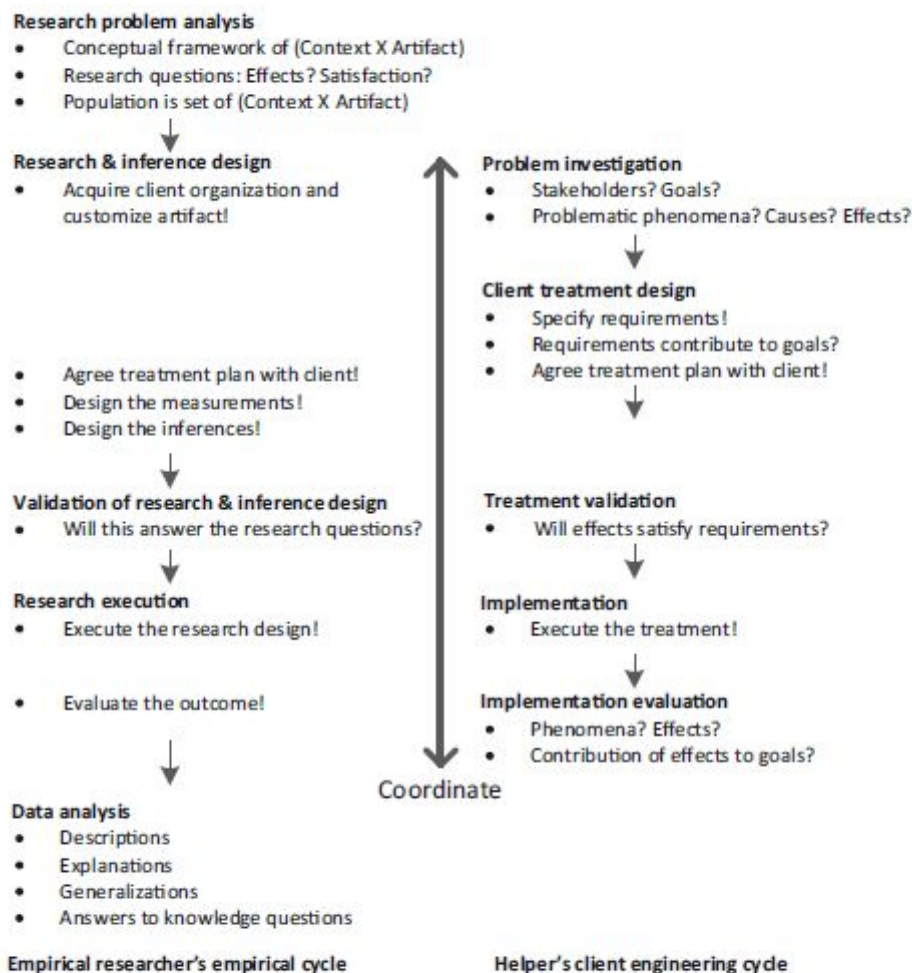 Research problem analysis
• Conceptual framework of (Context X Artifact)
• Research questions: Effects? Satisfaction?
• Population is set of (Context X Artifact)
Research & inference design
• Acquire client organization and
customize artifact!
• Agree treatment plan with client!
• Design the measurements!
• Design the inferences!
Validation of research & inference design
• Will this answer the research questions?
Research execution
• Execute the research design!
• Evaluate the outcome!
Data analysis
• Descriptions
• Explanations
• Generalizations
• Answers to knowledge questions
Empirical researcher's empirical cycle
Coordinate
Problem investigation
• Stakeholders? Goals?
• Problematic phenomena? Causes? Effects?
Client treatment design
• Specify requirements!
• Requirements contribute to goals?
• Agree treatment plan with client!
Treatment validation
• Will effects satisfy requirements?
Implementation
• Execute the treatment!
Implementation evaluation
• Phenomena? Effects?
• Contribution of effects to goals?
Helper's client engineering cycle